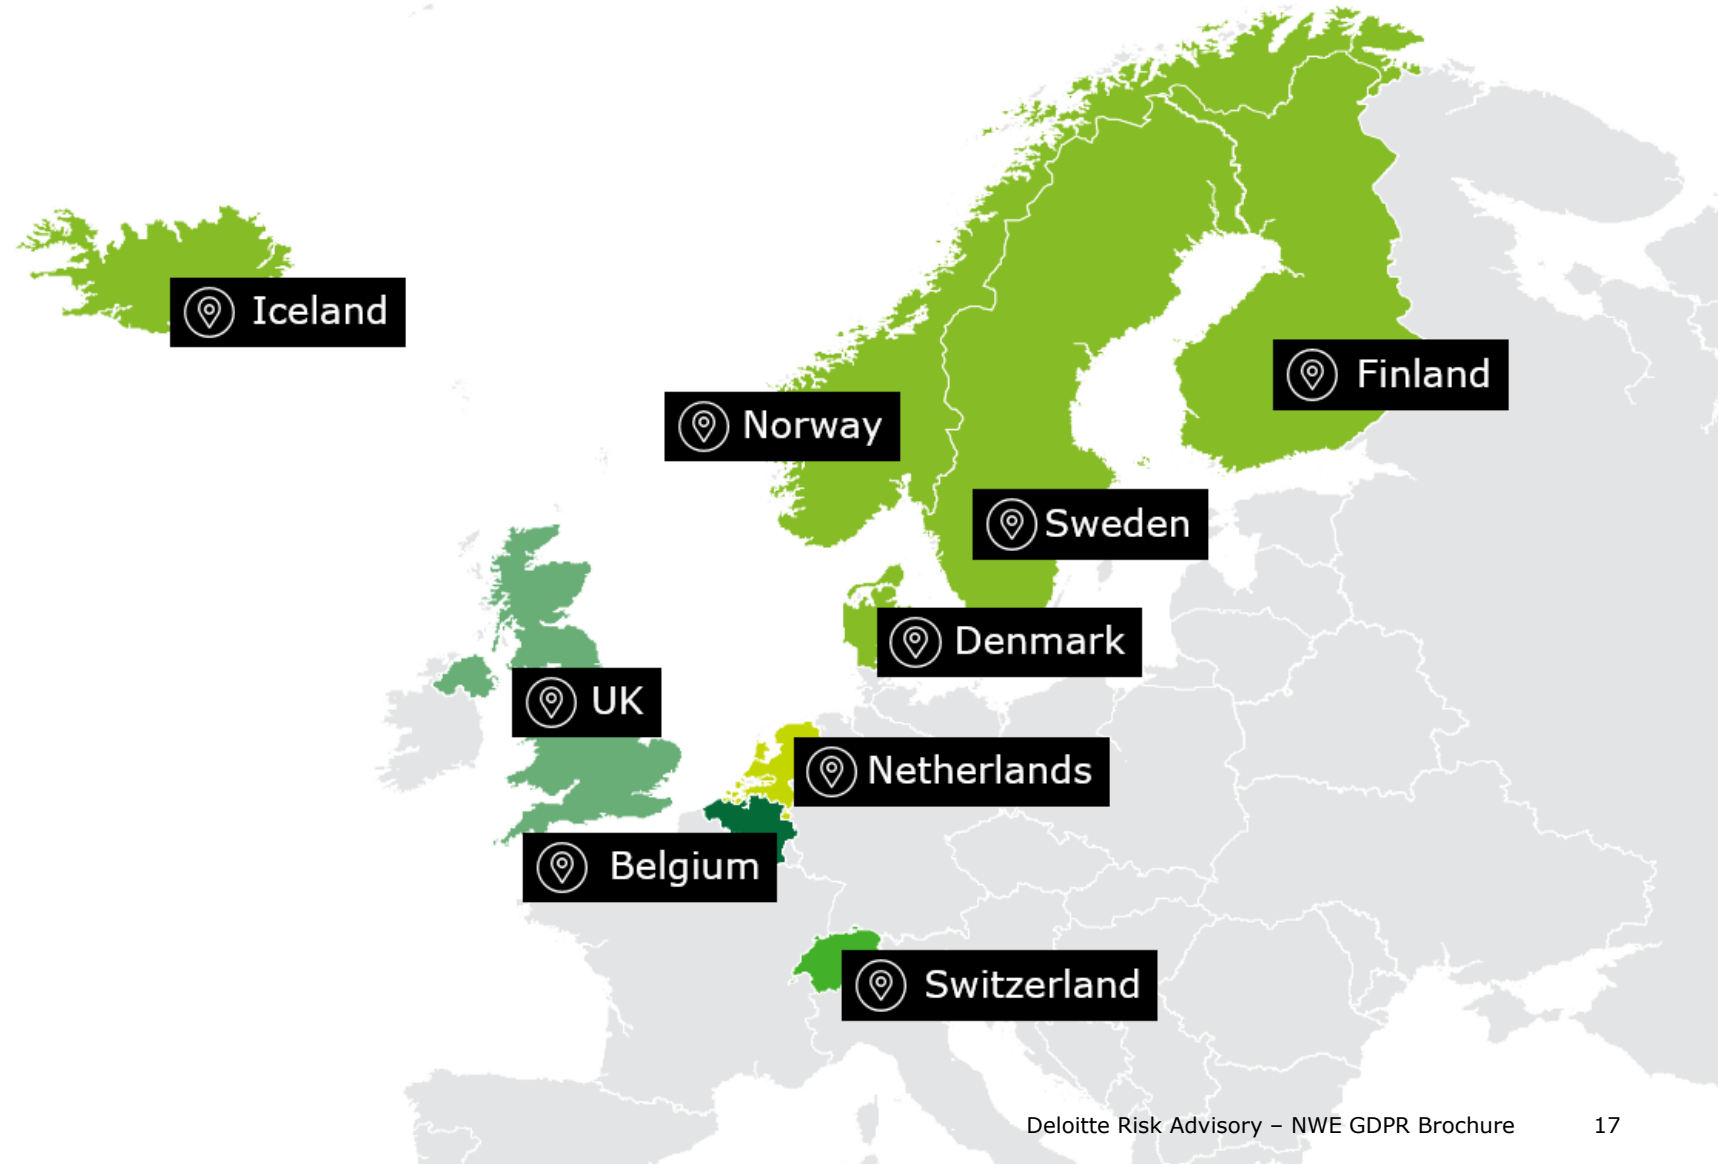 Iceland
Finland
Norway
Sweden
Denmark
UK
Netherlands
Belgium
Switzerland
Deloitte Risk Advisory – NWE GDPR Brochure 17